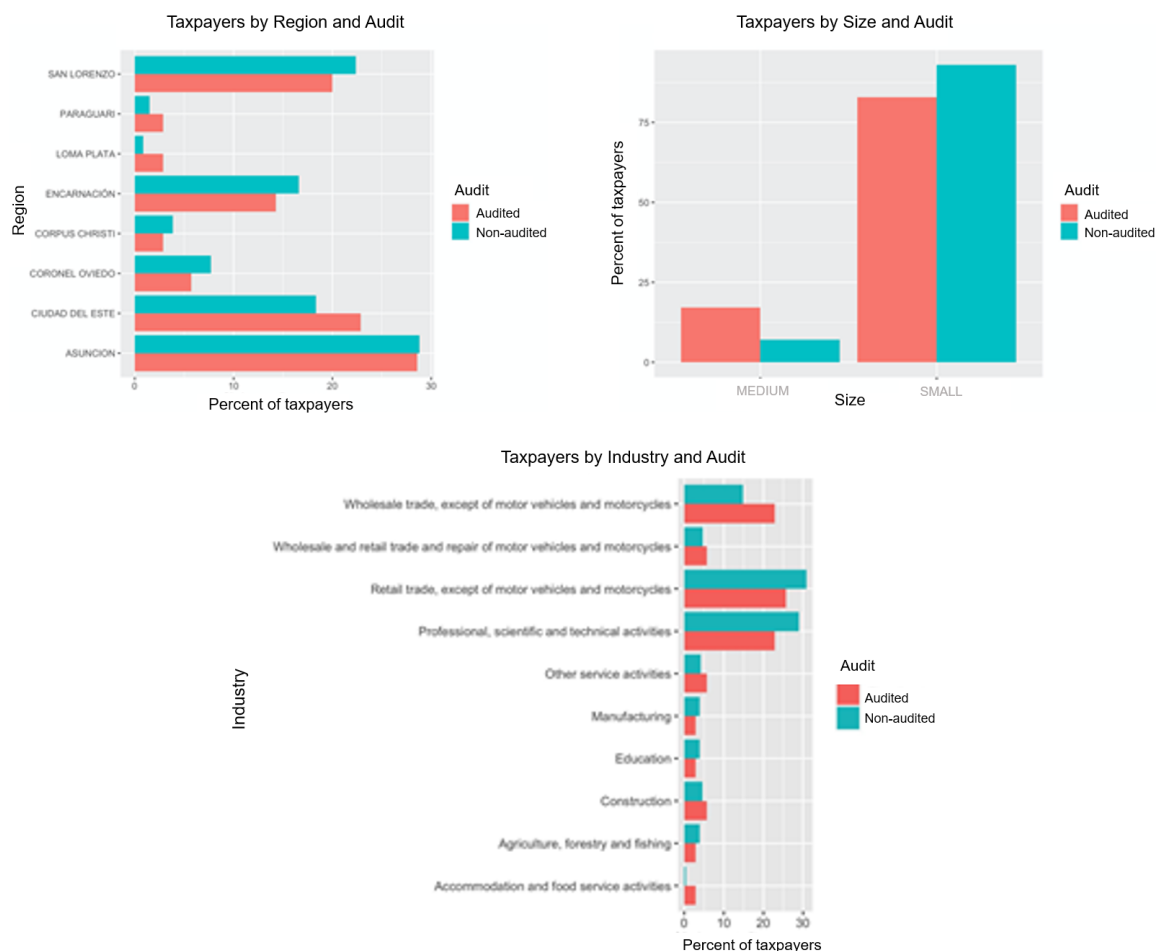 Taxpayers by Region and Audit
Region
SAN LORENZO
PARAGUARI
LOMA PLATA
ENCARNACIÓN
CORPUS CHRISTI
CORONEL OVIEDO
CIUDAD DEL ESTE
ASUNCION
0 10 20 30
Percent of taxpayers
Audit
Audited
Non-audited
Taxpayers by Size and Audit
Percent of taxpayers
75
50
25
0
MEDIUM SMALL
Size
Audit
Audited
Non-audited
Taxpayers by Industry and Audit
Industry
Wholesale trade, except of motor vehicles and motorcycles
Wholesale and retail trade and repair of motor vehicles and motorcycles
Retail trade, except of motor vehicles and motorcycles
Professional, scientific and technical activities
Other service activities
Manufacturing
Education
Construction
Agriculture, forestry and fishing
Accommodation and food service activities
0 10 20 30
Percent of taxpayers
Audit
Audited
Non-audited